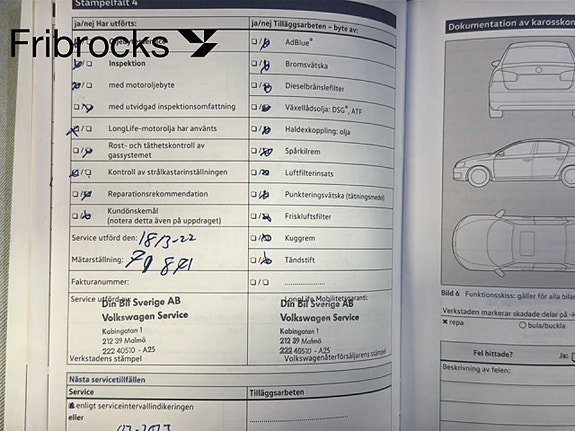 Stämpelfält 4
Fribrocks
ja/nej Har utförts:
Inspektion
med motoroljebyte
med utvidgad inspektionsomfattning
LongLife-motorolja har använts
Rost- och täthetskontroll av
gassystemet
Kontroll av strålkastarinställningen
Reparationsrekommendation
Kundönskemål
(notera detta även på uppdraget)
Service utförd den: 18/3-22
Mätarställning:
Fakturanummer:
Service utförd av:
Din Bil Sverige AB
Volkswagen Service
Kabingatan 1
212 39 Malmö
222 40510 - A25
Verkstadens stämpel
ja/nej Tilläggsarbeten – byte av:
AdBlue®
Bromsvätska
Dieselbränslefilter
Växellådsolja: DSG®, ATF
Haldexkoppling: olja
Spårkilrem
Luftfilterinsats
Punkteringsvätska (tätningsmede)
Friskluftsfilter
Kuggrem
Tändstift
LongLife Mobilitetsgaranti:
Din Bil Sverige AB
Volkswagen Service
Kabingatan 1
212 39 Malmö
222 40510 - A25
Volkswagenåterförsäljarens stämpel
Nästa servicetillfällen
Service
Tilläggsarbeten
enligt serviceintervallindikeringen
eller
Dokumentation av karosskon
Bild 6 Funktionsskiss: gäller för alla bilar
Verkstaden markerar skadade delar på
× repa
bula/buckla
Fel hittade?
Ja:
Beskrivning av felen: